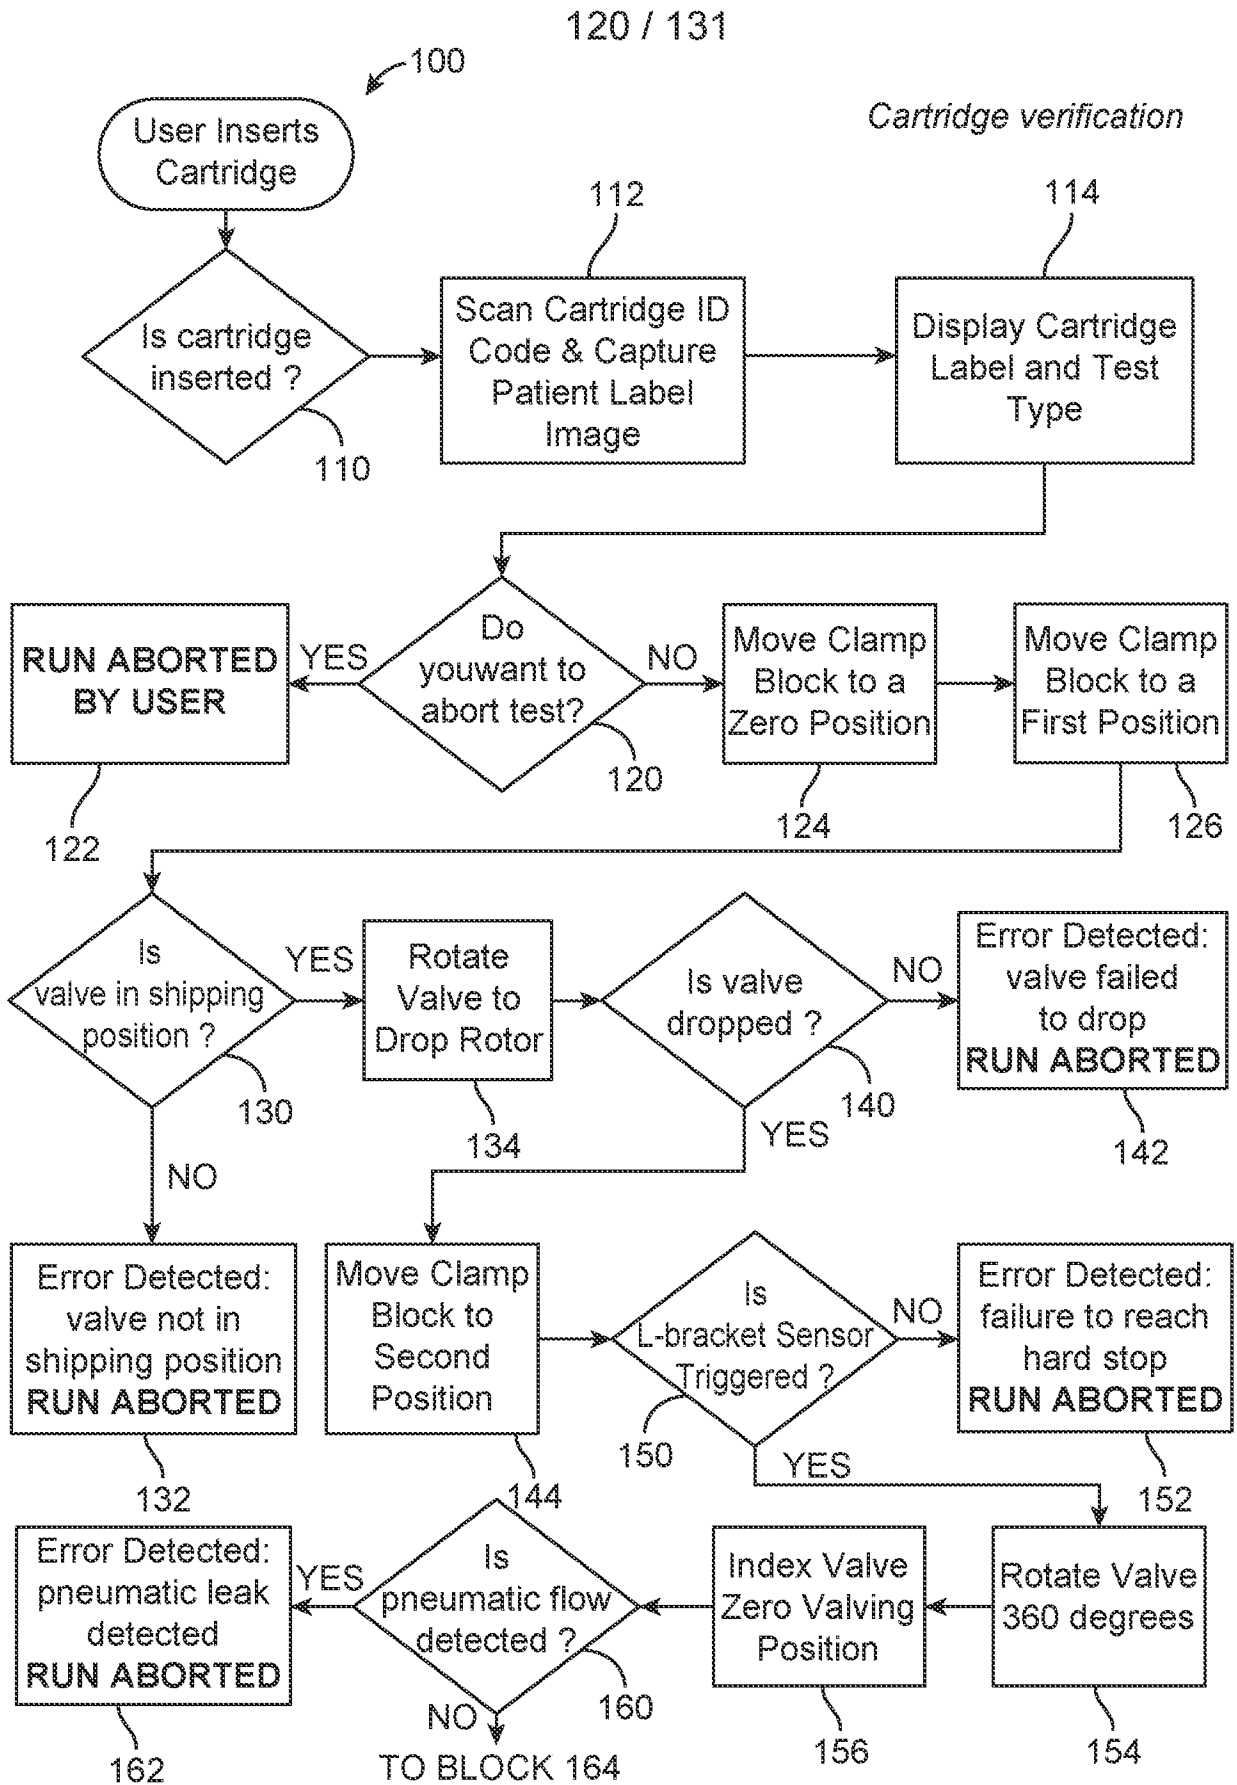 120 / 131
100
Cartridge verification
User Inserts
Cartridge
112
114
Is cartridge
inserted ?
110
Scan Cartridge ID
Code & Capture
Patient Label
Image
Display Cartridge
Label and Test
Type
RUN ABORTED
BY USER
122
YES
Do
youwant to
abort test?
120
NO
Move Clamp
Block to a
Zero Position
124
Move Clamp
Block to a
First Position
126
Is
valve in shipping
position ?
130
YES
Rotate
Valve to
Drop Rotor
134
Is valve
dropped ?
140
NO
Error Detected:
valve failed
to drop
RUN ABORTED
142
YES
NO
Error Detected:
valve not in
shipping position
RUN ABORTED
132
Move Clamp
Block to
Second
Position
144
Is
L-bracket Sensor
Triggered ?
150
NO
Error Detected:
failure to reach
hard stop
RUN ABORTED
152
YES
Error Detected:
pneumatic leak
detected
RUN ABORTED
162
YES
Is
pneumatic flow
detected ?
160
Index Valve
Zero Valving
Position
156
Rotate Valve
360 degrees
154
NO
TO BLOCK 164